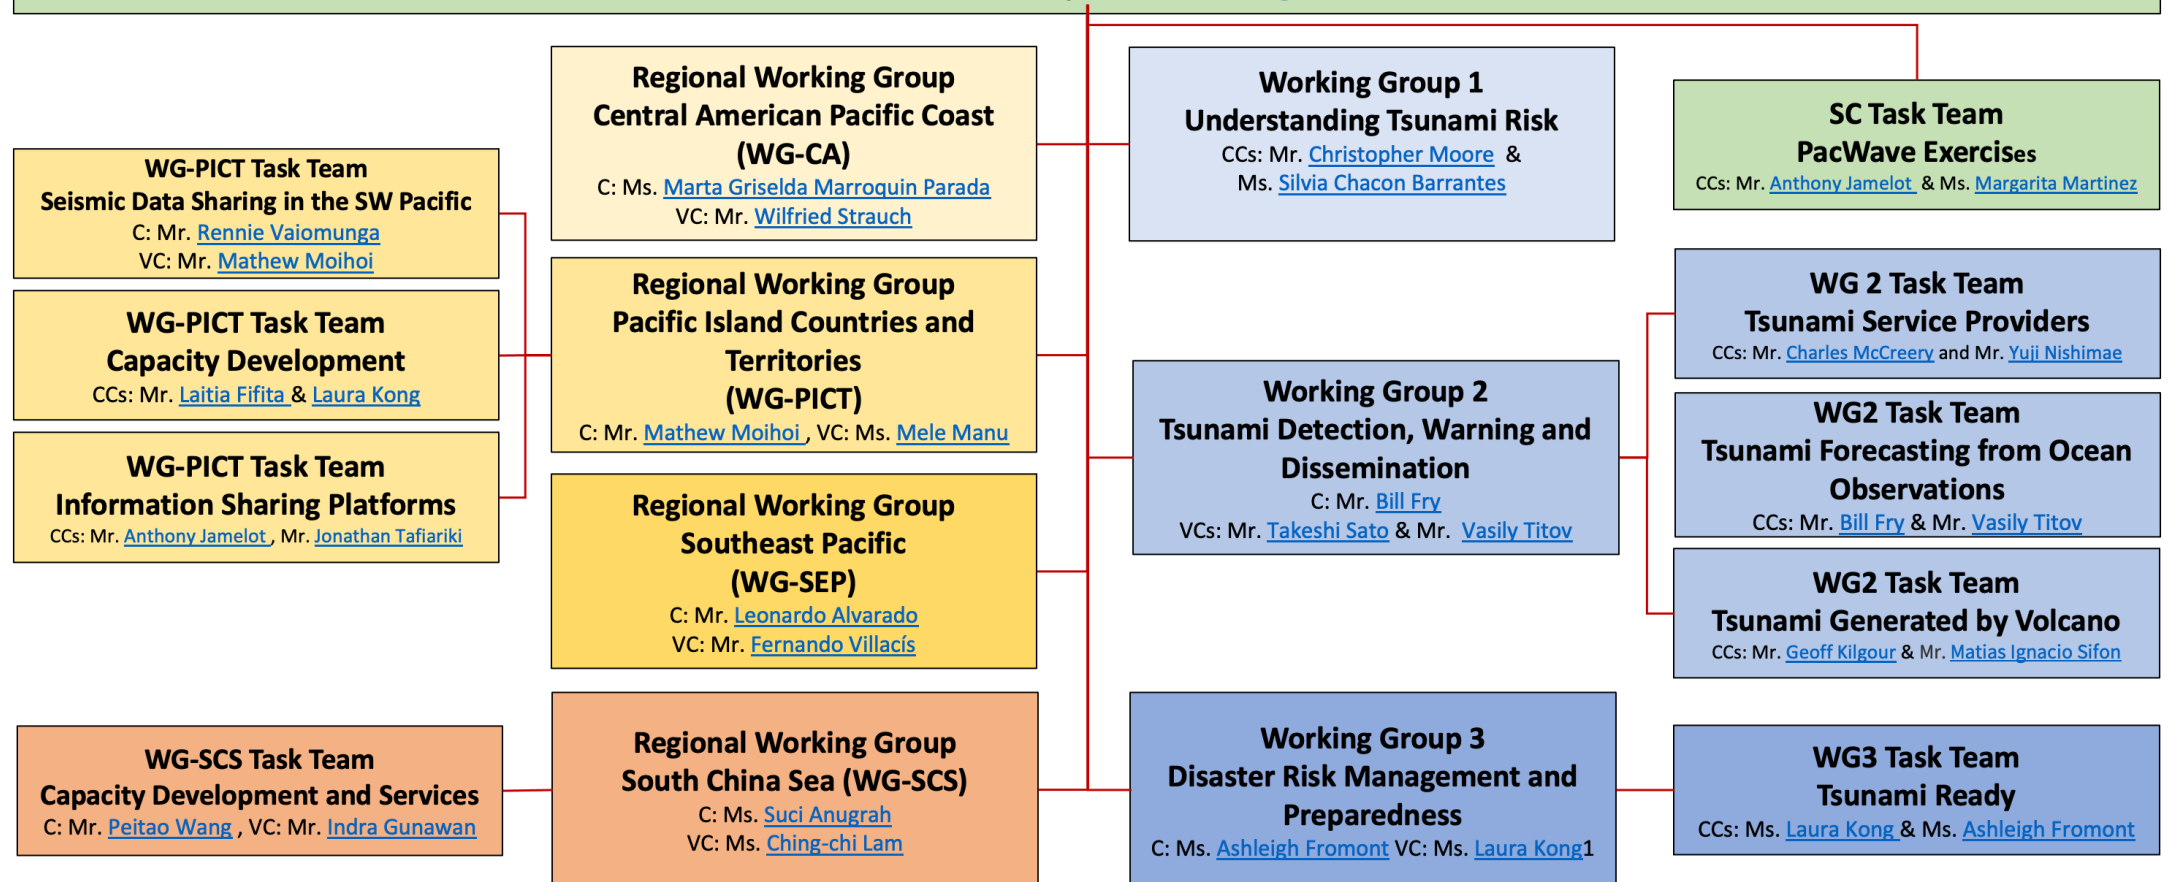 Regional Working Group
Central American Pacific Coast
(WG-CA)
C: Ms. Marta Griselda Marroquin Parada
VC: Mr. Wilfried Strauch
Working Group 1
Understanding Tsunami Risk
CCs: Mr. Christopher Moore &
Ms. Silvia Chacon Barrantes
SC Task Team
PacWave Exercises
CCs: Mr. Anthony Jamelot & Ms. Margarita Martinez
WG-PICT Task Team
Seismic Data Sharing in the SW Pacific
C: Mr. Rennie Vaiomunga
VC: Mr. Mathew Moihoi
WG-PICT Task Team
Capacity Development
CCs: Mr. Laitia Fifita & Laura Kong
WG-PICT Task Team
Information Sharing Platforms
CCs: Mr. Anthony Jamelot , Mr. Jonathan Tafiariki
Regional Working Group
Pacific Island Countries and
Territories
(WG-PICT)
C: Mr. Mathew Moihoi , VC: Ms. Mele Manu
Regional Working Group
Southeast Pacific
(WG-SEP)
C: Mr. Leonardo Alvarado
VC: Mr. Fernando Villacís
Working Group 2
Tsunami Detection, Warning and
Dissemination
C: Mr. Bill Fry
VCs: Mr. Takeshi Sato & Mr. Vasily Titov
WG 2 Task Team
Tsunami Service Providers
CCs: Mr. Charles McCreery and Mr. Yuji Nishimae
WG2 Task Team
Tsunami Forecasting from Ocean
Observations
CCs: Mr. Bill Fry & Mr. Vasily Titov
WG2 Task Team
Tsunami Generated by Volcano
CCs: Mr. Geoff Kilgour & Mr. Matias Ignacio Sifon
WG-SCS Task Team
Capacity Development and Services
C: Mr. Peitao Wang , VC: Mr. Indra Gunawan
Regional Working Group
South China Sea (WG-SCS)
C: Ms. Suci Anugrah
VC: Ms. Ching-chi Lam
Working Group 3
Disaster Risk Management and
Preparedness
C: Ms. Ashleigh Fromont VC: Ms. Laura Kong1
WG3 Task Team
Tsunami Ready
CCs: Ms. Laura Kong & Ms. Ashleigh Fromont